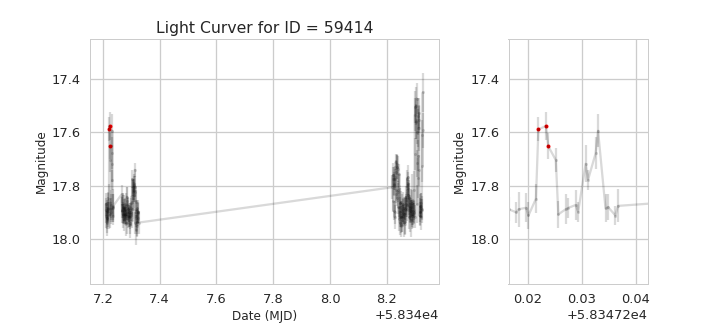 Light Curver for ID = 59414
Magnitude
17.4
17.6
17.8
18.0
7.2 7.4 7.6 7.8 8.0 8.2
Date (MJD)
+5.834e4
Magnitude
17.4
17.6
17.8
18.0
0.02 0.03 0.04
+5.83472e4